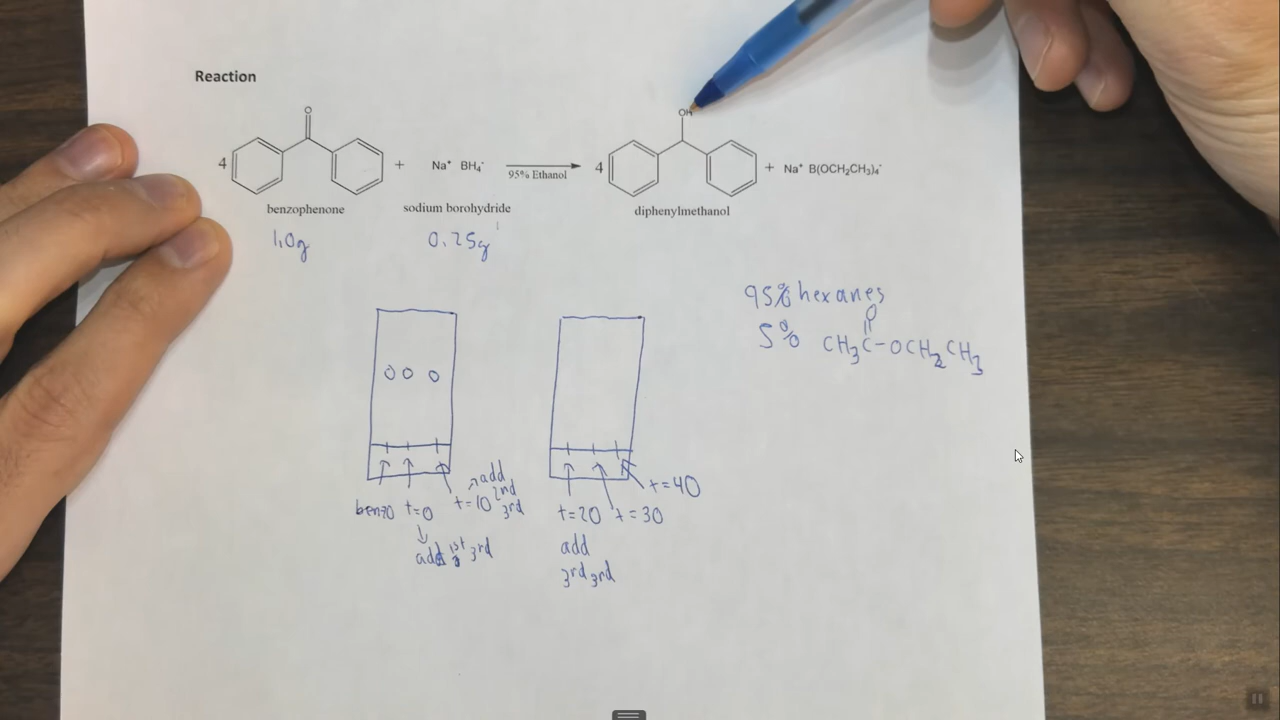 Reaction
O
OH
4 + Na⁺ BH₄⁻ 95% Ethanol 4 + Na⁺ B(OCH₂CH₃)₄⁻
benzophenone sodium borohydride diphenylmethanol
1.0g 0.25g
95% hexanes
O
5% CH₃C-OCH₂CH₃
benzo t=0 t=10 add 2nd 3rd
add 1st 3rd
t=20 t=30 t=40
add
3rd 3rd